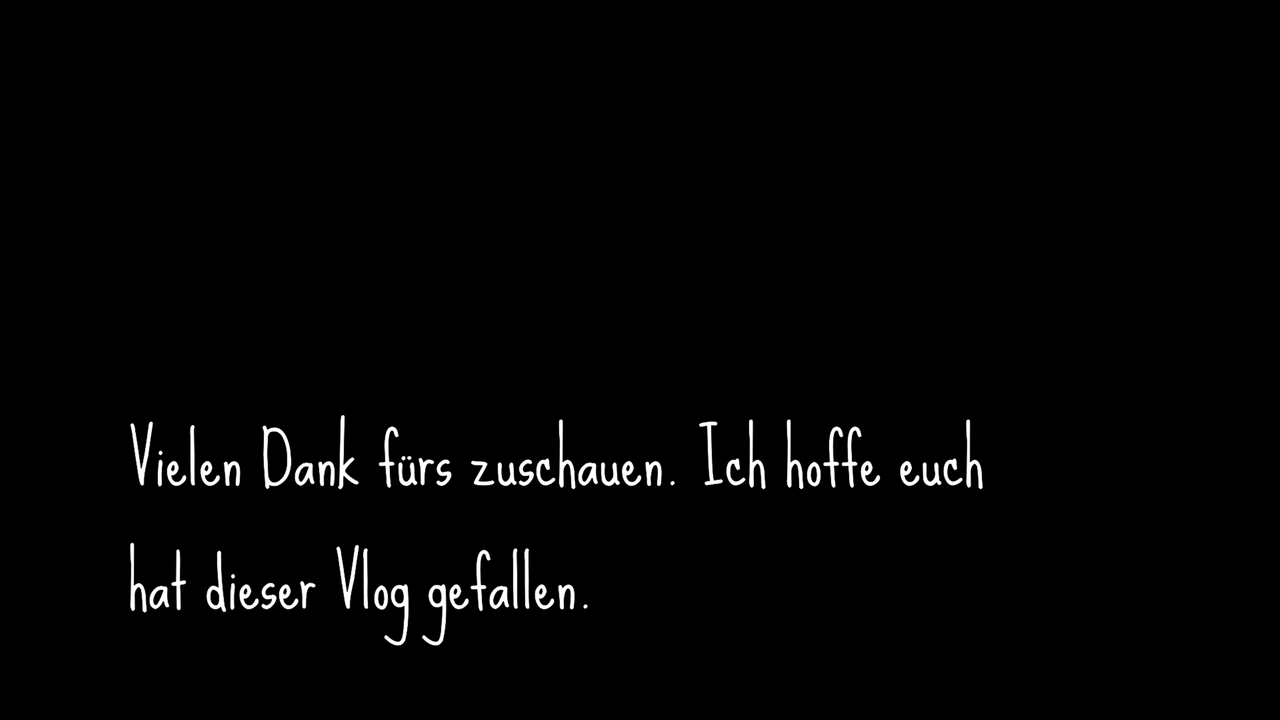 Vielen Dank fürs zuschauen. Ich hoffe euch
hat dieser Vlog gefallen.